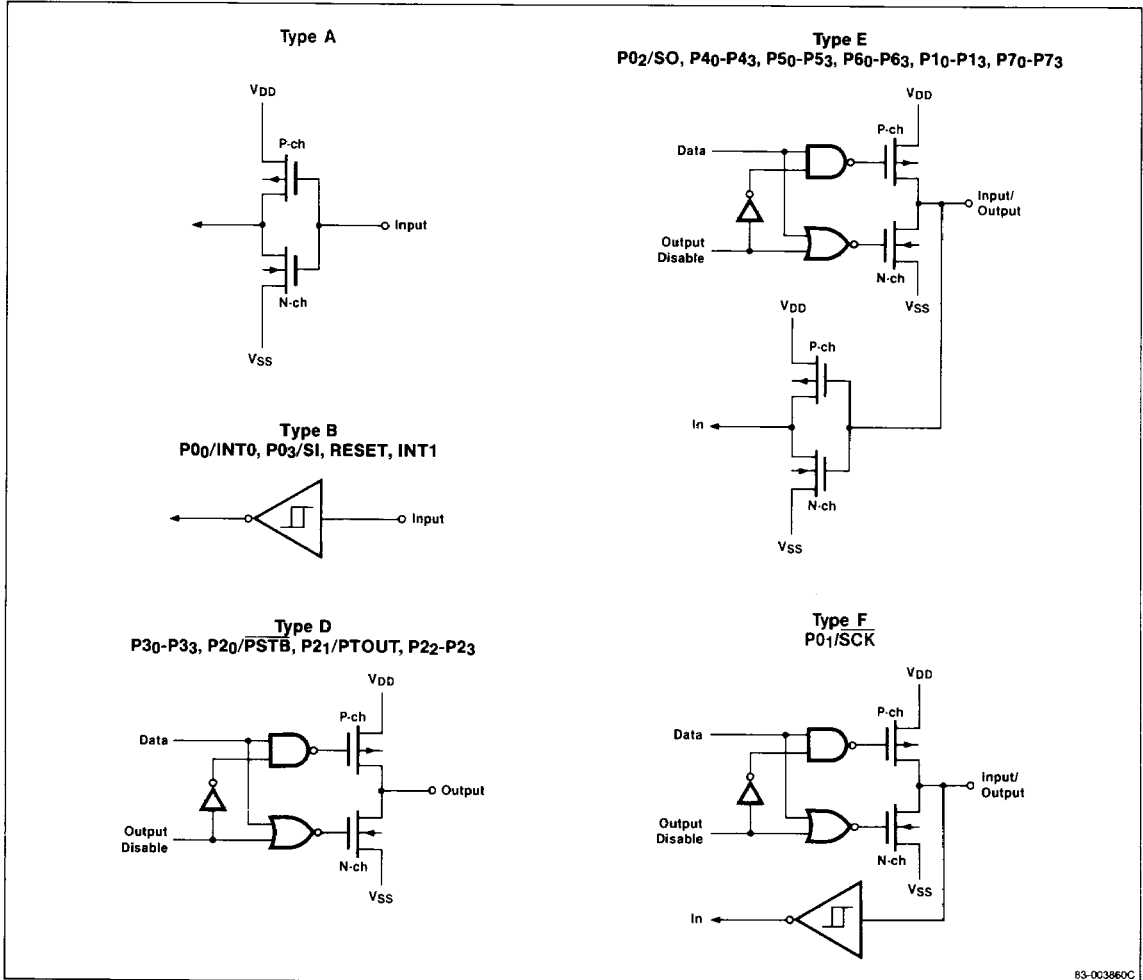 Type A
VDD
P-ch
Input
N-ch
VSS
Type B
P00/INT0, P03/SI, RESET, INT1
Input
Type D
P30-P33, P20/PSTB, P21/PTOUT, P22-P23
VDD
P-ch
Data
Output
Output
Disable
N-ch
VSS
Type E
P02/SO, P40-P43, P50-P53, P60-P63, P10-P13, P70-P73
VDD
P-ch
Data
Input/
Output
Output
Disable
N-ch
VSS
VDD
P-ch
In
N-ch
VSS
Type F
P01/SCK
VDD
P-ch
Data
Input/
Output
Output
Disable
N-ch
VSS
In
83-003860C